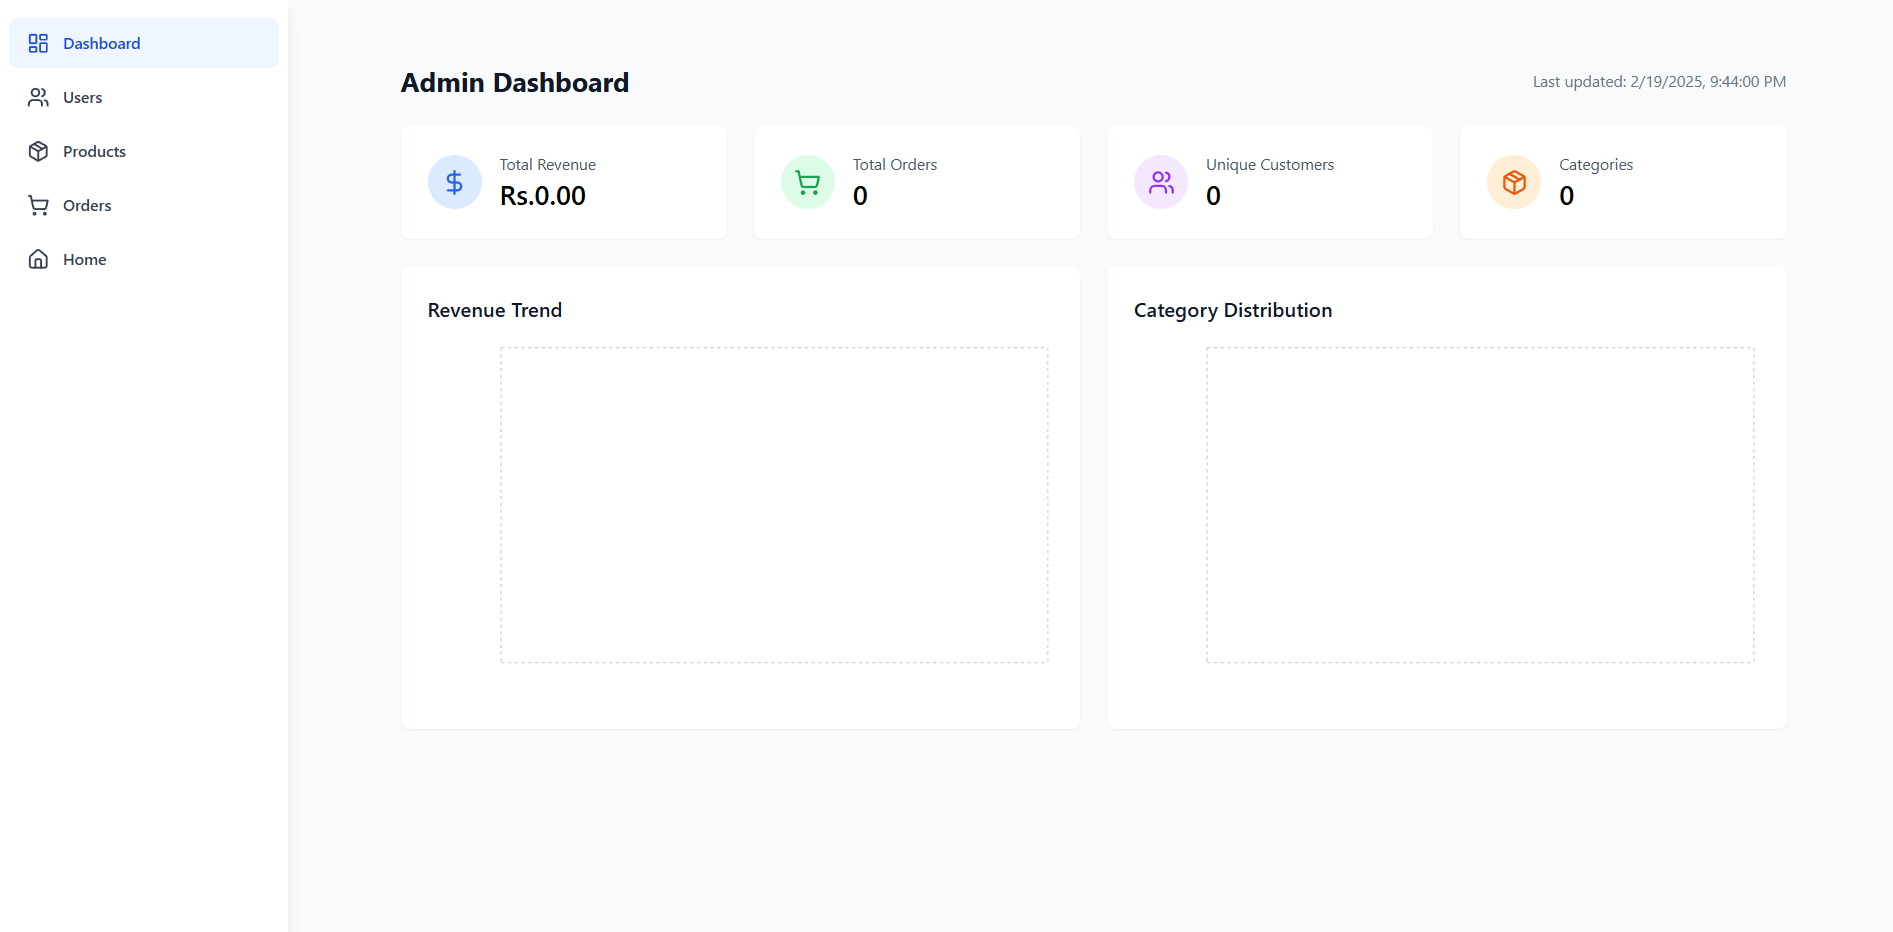 Dashboard
Users
Products
Orders
Home
Admin Dashboard
Last updated: 2/19/2025, 9:44:00 PM
Total Revenue
Rs.0.00
Total Orders
0
Unique Customers
0
Categories
0
Revenue Trend
Category Distribution